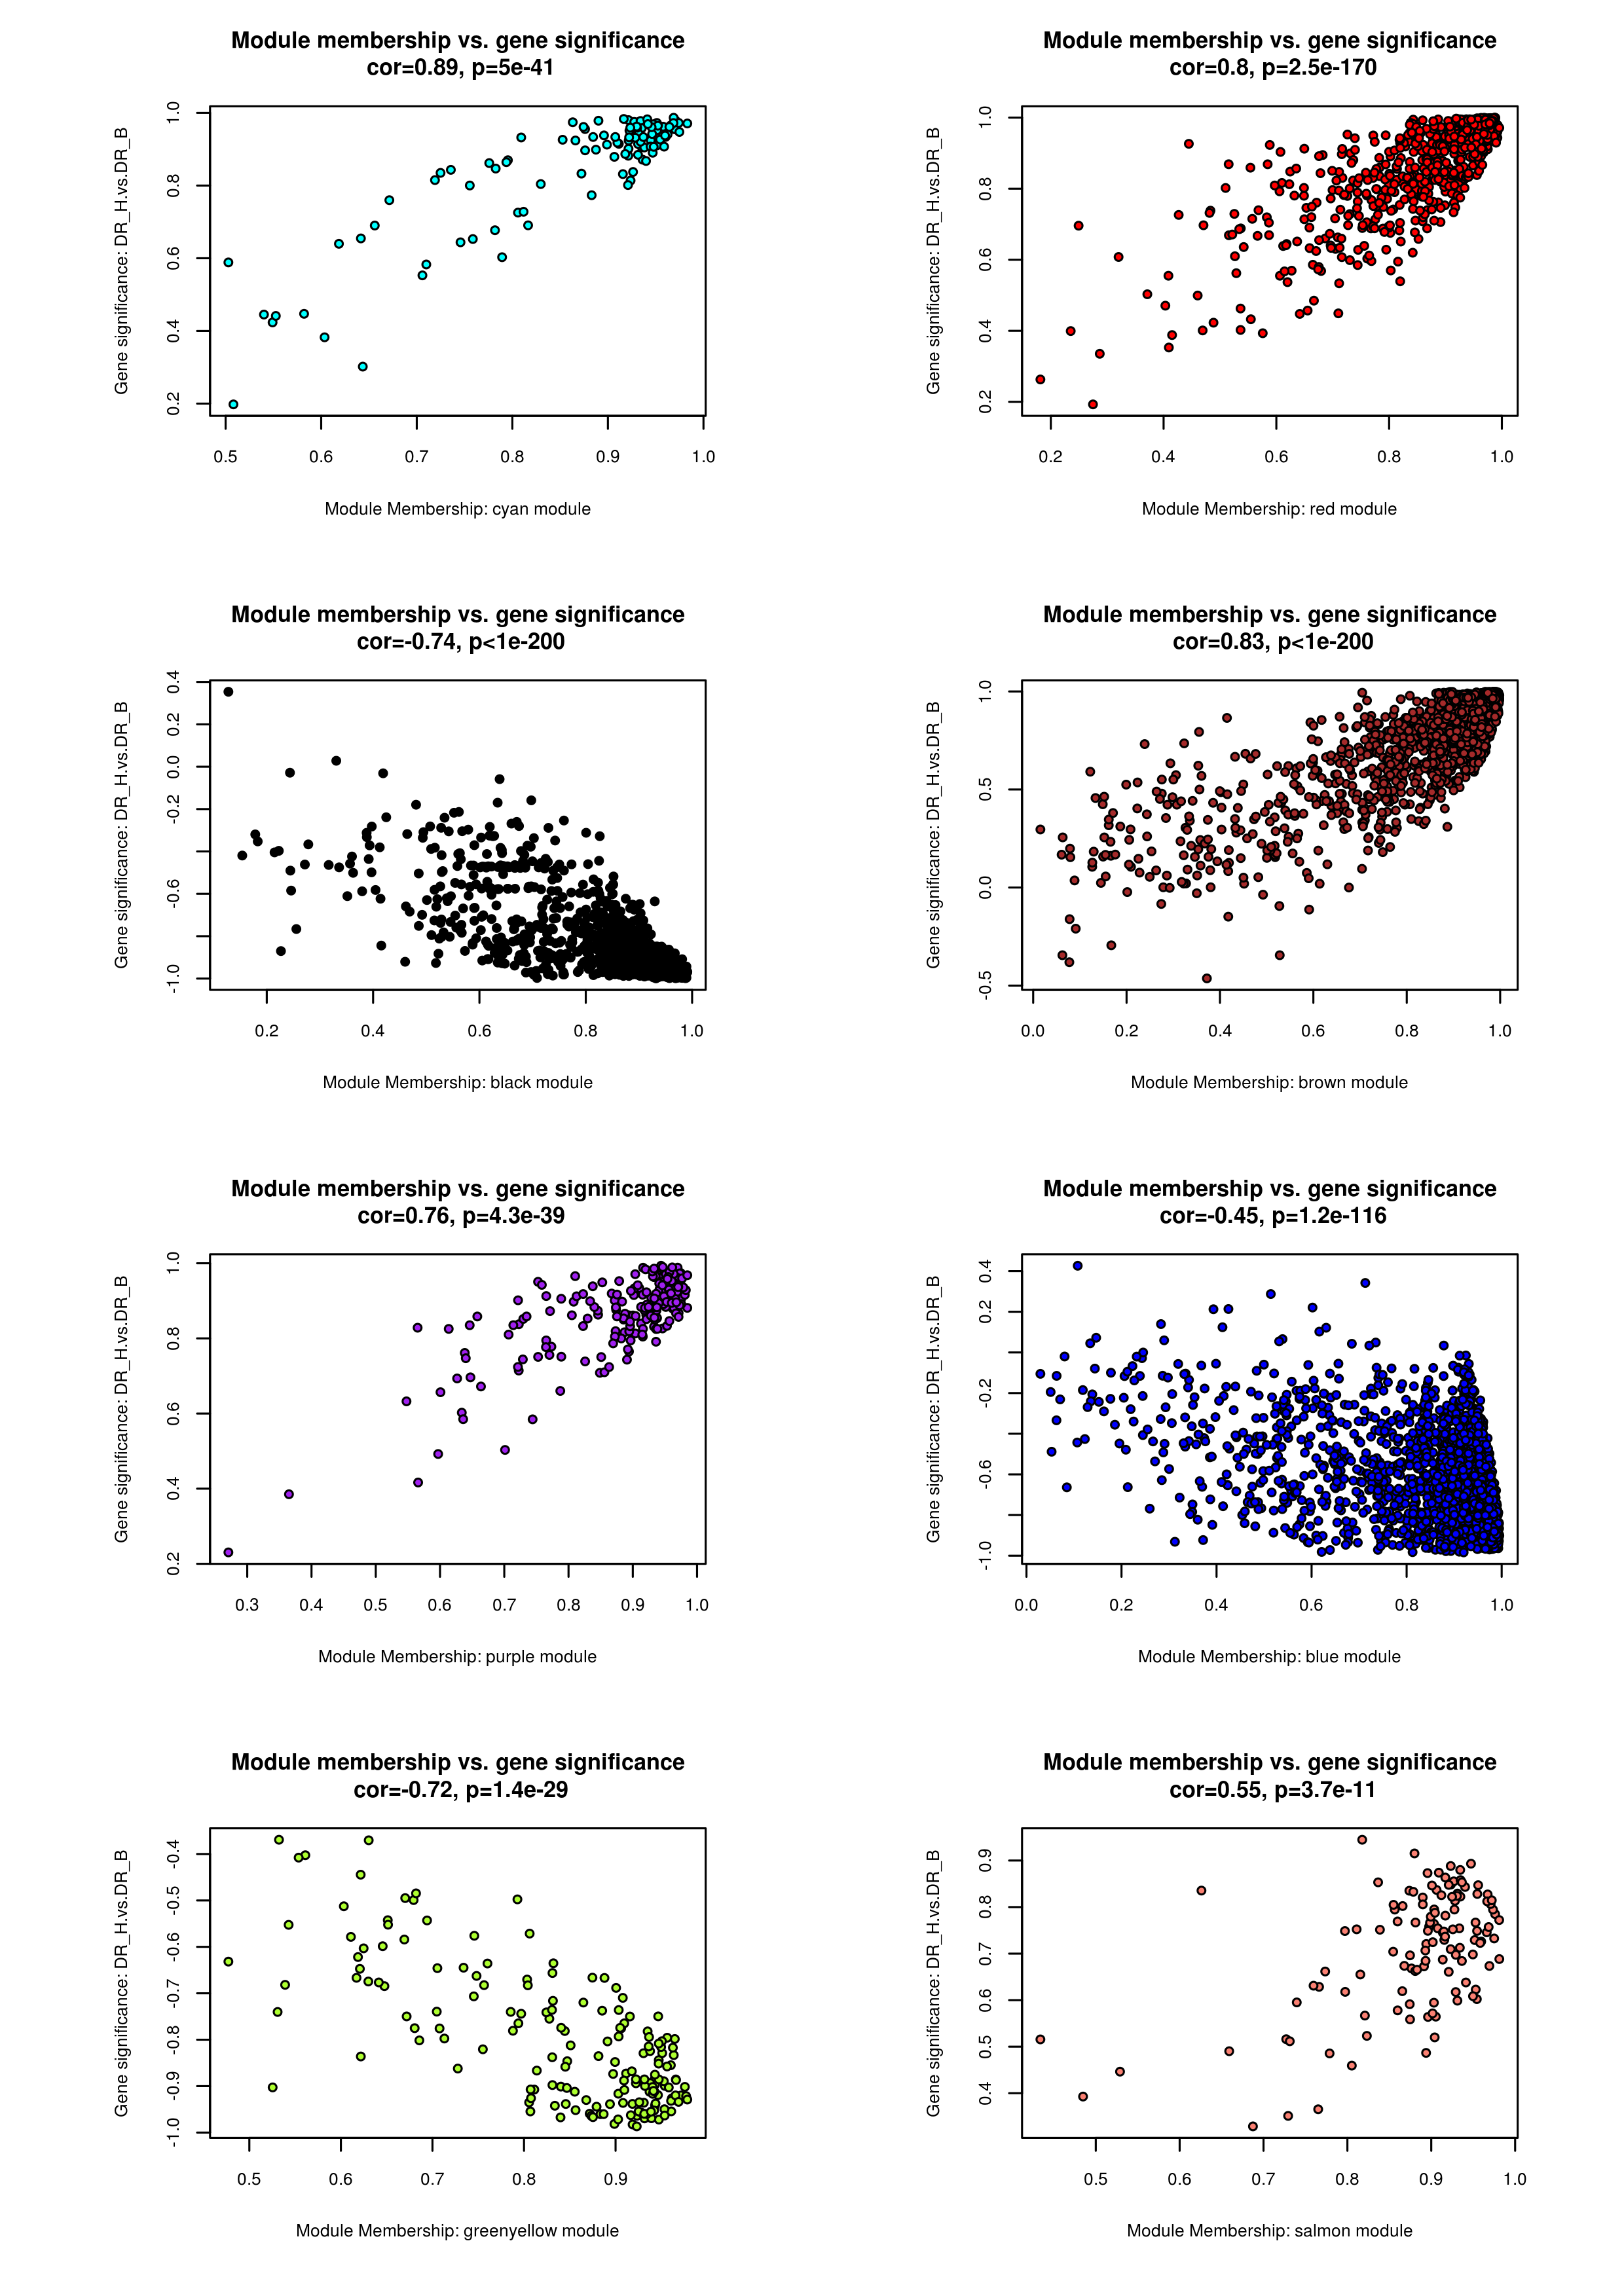 Module membership vs. gene significance
cor=0.89, p=5e-41
Gene significance: DR_H.vs.DR_B
1.0
0.8
0.6
0.4
0.2
0.5 0.6 0.7 0.8 0.9 1.0
Module Membership: cyan module
Module membership vs. gene significance
cor=0.8, p=2.5e-170
Gene significance: DR_H.vs.DR_B
1.0
0.8
0.6
0.4
0.2
0.2 0.4 0.6 0.8 1.0
Module Membership: red module
Module membership vs. gene significance
cor=-0.74, p<1e-200
Gene significance: DR_H.vs.DR_B
0.4
0.2
0.0
-0.2
-0.6
-1.0
0.2 0.4 0.6 0.8 1.0
Module Membership: black module
Module membership vs. gene significance
cor=0.83, p<1e-200
Gene significance: DR_H.vs.DR_B
1.0
0.5
0.0
-0.5
0.0 0.2 0.4 0.6 0.8 1.0
Module Membership: brown module
Module membership vs. gene significance
cor=0.76, p=4.3e-39
Gene significance: DR_H.vs.DR_B
1.0
0.8
0.6
0.4
0.2
0.3 0.4 0.5 0.6 0.7 0.8 0.9 1.0
Module Membership: purple module
Module membership vs. gene significance
cor=-0.45, p=1.2e-116
Gene significance: DR_H.vs.DR_B
0.4
0.2
-0.2
-0.6
-1.0
0.0 0.2 0.4 0.6 0.8 1.0
Module Membership: blue module
Module membership vs. gene significance
cor=-0.72, p=1.4e-29
Gene significance: DR_H.vs.DR_B
-0.4
-0.5
-0.6
-0.7
-0.8
-0.9
-1.0
0.5 0.6 0.7 0.8 0.9
Module Membership: greenyellow module
Module membership vs. gene significance
cor=0.55, p=3.7e-11
Gene significance: DR_H.vs.DR_B
0.9
0.8
0.7
0.6
0.5
0.4
0.5 0.6 0.7 0.8 0.9 1.0
Module Membership: salmon module